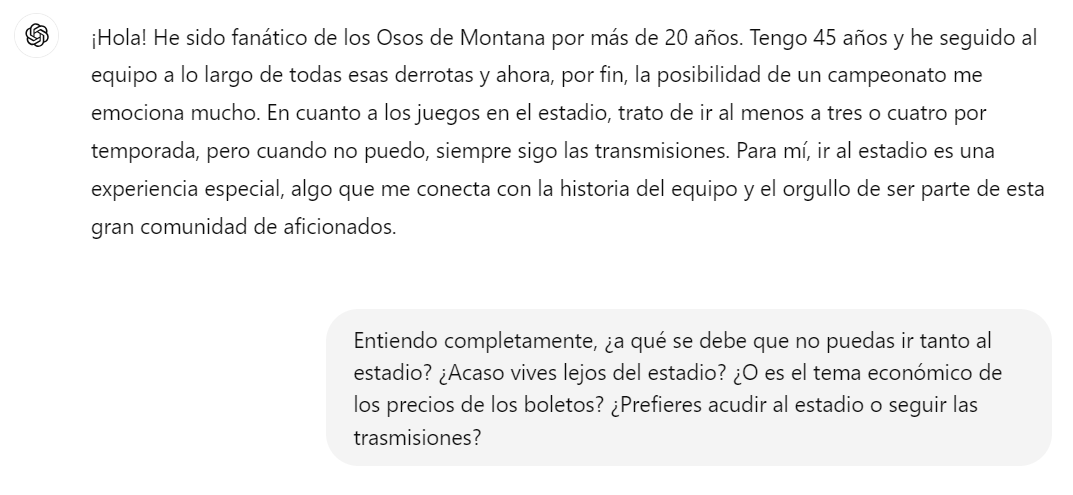 ¡Hola! He sido fanático de los Osos de Montana por más de 20 años. Tengo 45 años y he seguido al
equipo a lo largo de todas esas derrotas y ahora, por fin, la posibilidad de un campeonato me
emociona mucho. En cuanto a los juegos en el estadio, trato de ir al menos a tres o cuatro por
temporada, pero cuando no puedo, siempre sigo las transmisiones. Para mí, ir al estadio es una
experiencia especial, algo que me conecta con la historia del equipo y el orgullo de ser parte de esta
gran comunidad de aficionados.
Entiendo completamente, ¿a qué se debe que no puedas ir tanto al
estadio? ¿Acaso vives lejos del estadio? ¿O es el tema económico de
los precios de los boletos? ¿Prefieres acudir al estadio o seguir las
trasmisiones?